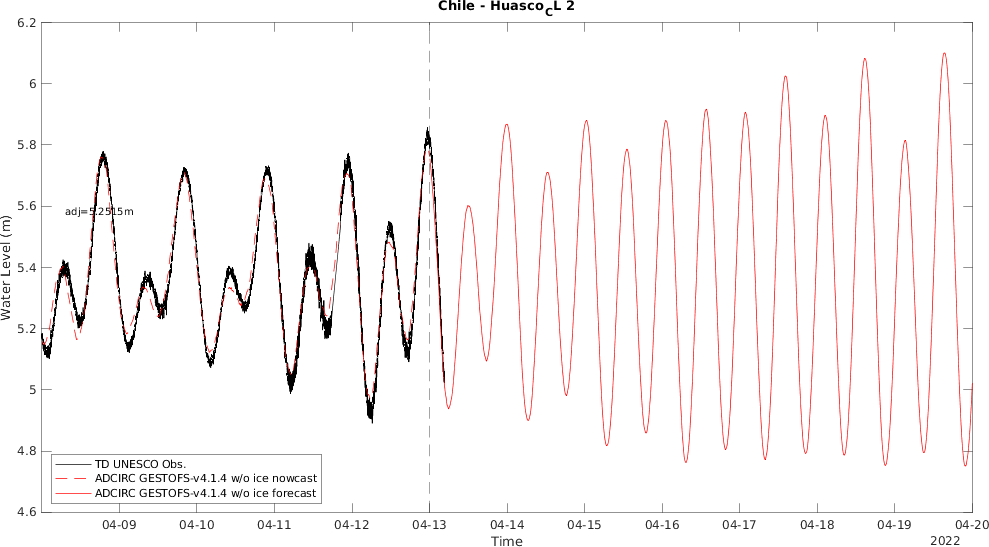 Chile - Huasco_CL 2
Water Level (m)
6.2
6
5.8
5.6
5.4
5.2
5
4.8
4.6
adj=5.2515m
TD UNESCO Obs.
ADCIRC GESTOFS-v4.1.4 w/o ice nowcast
ADCIRC GESTOFS-v4.1.4 w/o ice forecast
04-09 04-10 04-11 04-12 04-13 04-14 04-15 04-16 04-17 04-18 04-19 04-20
Time
2022